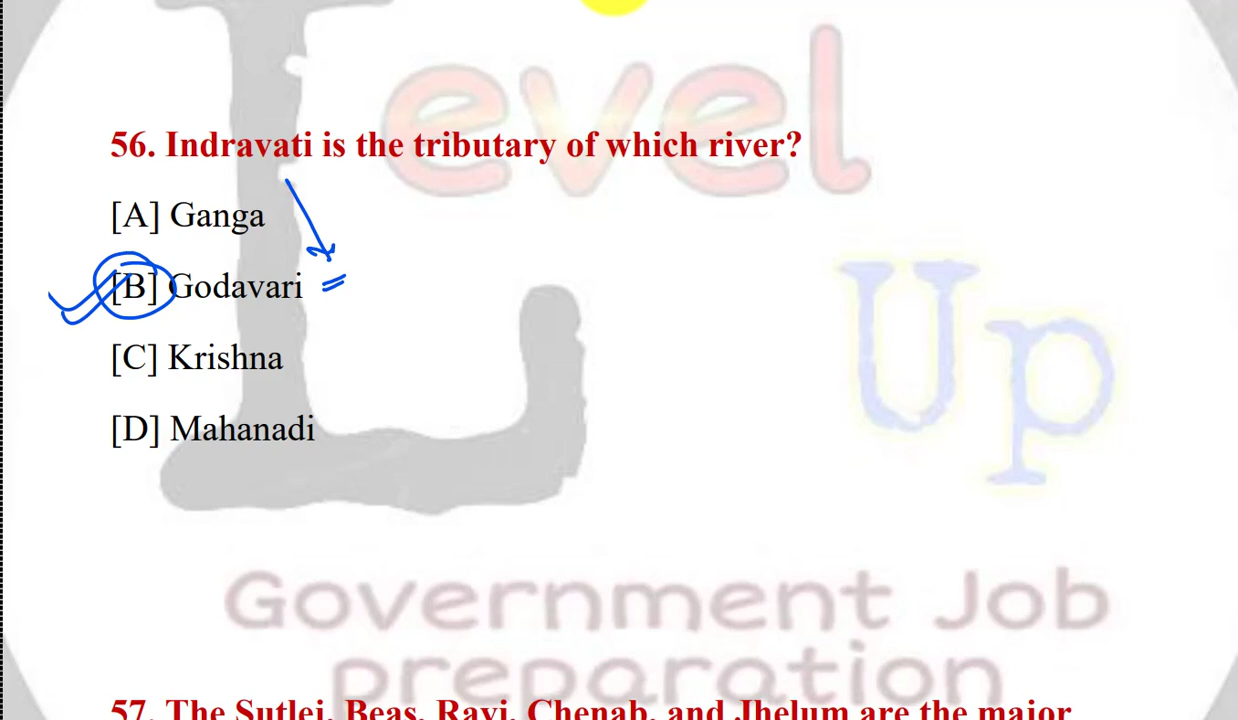 evel
56. Indravati is the tributary of which river?
[A] Ganga
[B] Godavari
[C] Krishna
[D] Mahanadi
Up
Government Job
preparation
57. The Sutlej, Beas, Ravi, Chenab, and Jhelum are the major